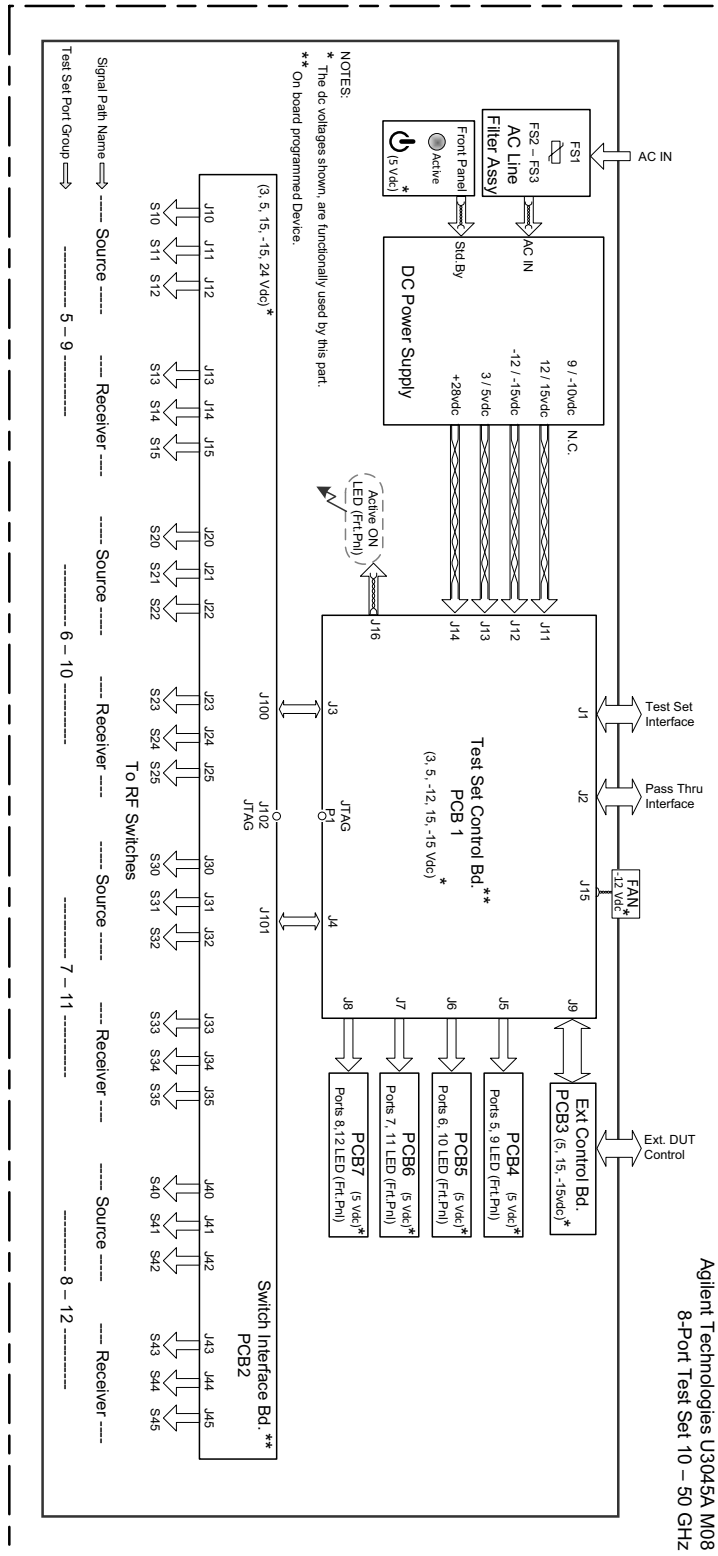 Agilent Technologies U3045A M08
8-Port Test Set 10 – 50 GHz
AC IN
FS1
FS2 – FS3
AC Line
Filter Assy
Front Panel
Active
(5 Vdc) *
AC IN
Std.By
DC Power Supply
9 / -10vdc N.C.
12 / 15vdc
-12 / -15vdc
3 / 5vdc
+28vdc
J11
J12
J13
J14
J16
Active ON
LED (Frt.Pnl)
Test Set
Interface
Pass Thru
Interface
FAN *
-12 Vdc
J1
J2
J15
Test Set Control Bd. **
PCB 1
(3, 5, -12, 15, -15 Vdc) *
J3
JTAG
P1
J4
J9
J5
J6
J7
J8
Ext. DUT
Control
Ext Control Bd.
PCB3 (5, 15, -15vdc) *
PCB4 (5 Vdc) *
Ports 5, 9 LED (Frt.Pnl)
PCB5 (5 Vdc) *
Ports 6, 10 LED (Frt.Pnl)
PCB6 (5 Vdc) *
Ports 7, 11 LED (Frt.Pnl)
PCB7 (5 Vdc) *
Ports 8,12 LED (Frt.Pnl)
NOTES:
* The dc voltages shown, are functionally used by this part.
** On board programmed Device.
J100
J102
JTAG
J101
Switch Interface Bd. **
PCB2
(3, 5, 15, -15, 24 Vdc) *
J10 J11 J12 J13 J14 J15 J20 J21 J22 J23 J24 J25 J30 J31 J32 J33 J34 J35 J40 J41 J42 J43 J44 J45
S10 S11 S12 S13 S14 S15 S20 S21 S22 S23 S24 S25 S30 S31 S32 S33 S34 S35 S40 S41 S42 S43 S44 S45
To RF Switches
Signal Path Name ----- Source ----- ---- Receiver ---- ----- Source ----- ---- Receiver ---- ----- Source ----- ---- Receiver ---- ----- Source ----- ---- Receiver ----
Test Set Port Group ---------- 5 – 9 ---------- ---------- 6 – 10 ---------- ---------- 7 – 11 ---------- ---------- 8 – 12 ----------